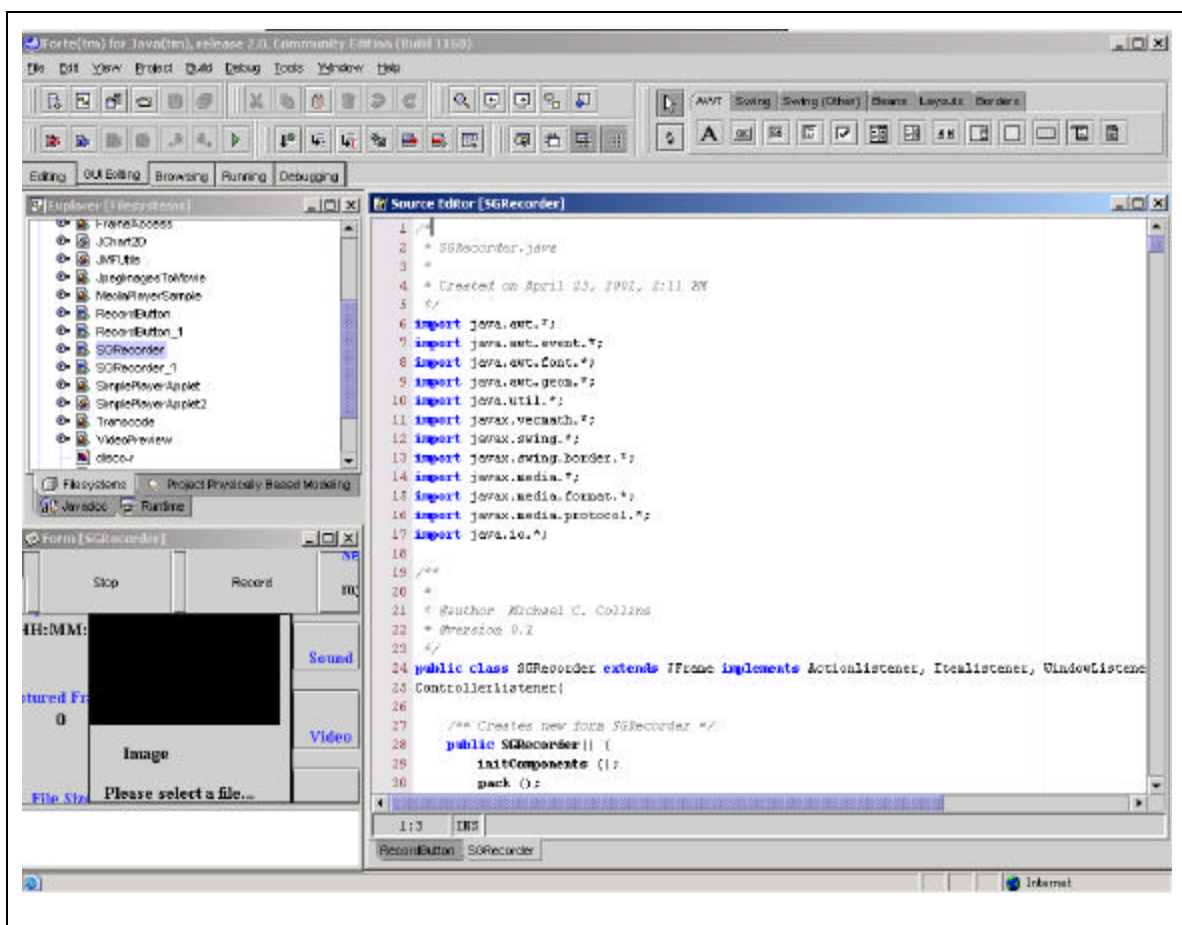 Forte(tm) for Java(tm), release 2.0, Community Edition (Build 1160)
File Edit View Project Build Debug Tools Window Help
AWT Swing Swing (Other) Beans Layouts Borders
Editing GUI Editing Browsing Running Debugging
Explorer [Filesystems]
FrameAccess
JChart2D
JMFUtils
JpegImagesToMovie
MediaPlayerSample
RecordButton
RecordButton_1
SGRecorder
SGRecorder_1
SimplePlayerApplet
SimplePlayerApplet2
Transcode
VideoPreview
Filesystems Project Physically Based Modeling
Javadoc Runtime
Form [SGRecorder]
Stop Record
HH:MM:
Sound
tured Fr
0
Video
Image
File Size
Please select a file...
Source Editor [SGRecorder]
1 /*
2 * SGRecorder.java
3 *
4 * Created on April 23, 2002, 2:11 PM
5 */
6 import java.awt.*;
7 import java.awt.event.*;
8 import java.awt.font.*;
9 import java.awt.geom.*;
10 import java.util.*;
11 import javax.vecmath.*;
12 import javax.swing.*;
13 import javax.swing.border.*;
14 import javax.media.*;
15 import javax.media.format.*;
16 import javax.media.protocol.*;
17 import java.io.*;
18
19 /**
20 *
21 * @author Michael C. Collins
22 * @version 0.2
23 */
24 public class SGRecorder extends JFrame implements ActionListener, ItemListener, WindowListene
25 ControllerListener{
26
27 /** Creates new form SGRecorder */
28 public SGRecorder() {
29 initComponents ();
30 pack ();
1:3 INS
RecordButton SGRecorder
Internet